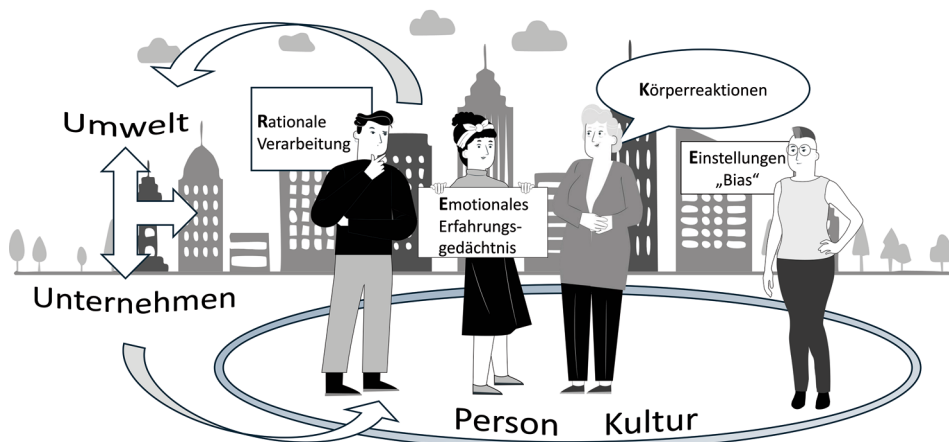 Umwelt
Unternehmen
Rationale
Verarbeitung
Emotionales
Erfahrungs-
gedächtnis
Körperreaktionen
Einstellungen
„Bias“
Person Kultur